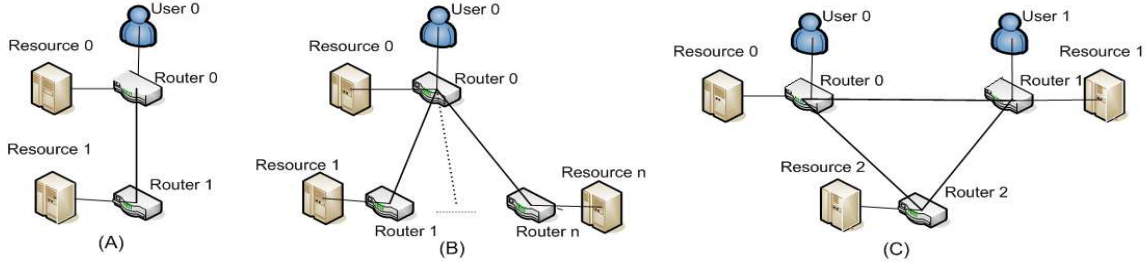 User 0
Resource 0
Router 0
Resource 1
Router 1
(A)
User 0
Resource 0
Router 0
Resource 1
Resource n
Router 1
Router n
(B)
User 0
User 1
Resource 0
Resource 1
Router 0
Router 1
Resource 2
Router 2
(C)